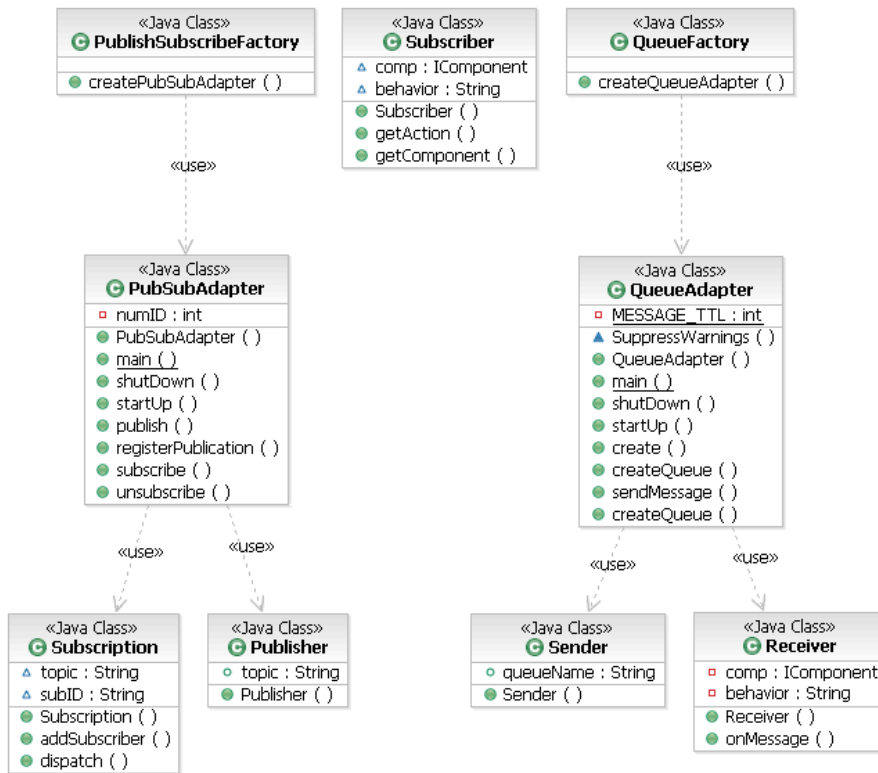 «Java Class»
PublishSubscribeFactory
createPubSubAdapter ( )
«Java Class»
Subscriber
comp : IComponent
behavior : String
Subscriber ( )
getAction ( )
getComponent ( )
«Java Class»
QueueFactory
createQueueAdapter ( )
«use»
«use»
«Java Class»
PubSubAdapter
numID : int
PubSubAdapter ( )
main ( )
shutDown ( )
startUp ( )
publish ( )
registerPublication ( )
subscribe ( )
unsubscribe ( )
«Java Class»
QueueAdapter
MESSAGE_TTL : int
SuppressWarnings ( )
QueueAdapter ( )
main ( )
shutDown ( )
startUp ( )
create ( )
createQueue ( )
sendMessage ( )
createQueue ( )
«use»
«use»
«use»
«use»
«Java Class»
Subscription
topic : String
subID : String
Subscription ( )
addSubscriber ( )
dispatch ( )
«Java Class»
Publisher
topic : String
Publisher ( )
«Java Class»
Sender
queueName : String
Sender ( )
«Java Class»
Receiver
comp : IComponent
behavior : String
Receiver ( )
onMessage ( )